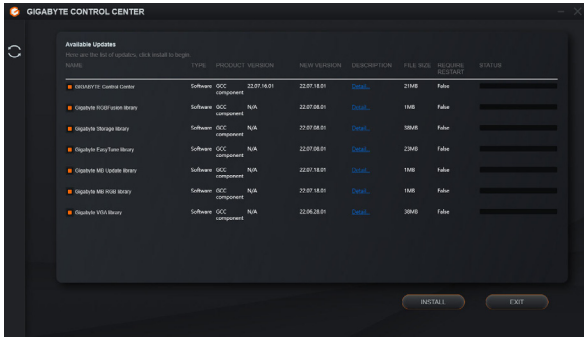 GIGABYTE CONTROL CENTER
Available Updates
Here are the list of updates, click install to begin.
NAME TYPE PRODUCT VERSION NEW VERSION DESCRIPTION FILE SIZE REQUIRE RESTART STATUS
GIGABYTE Control Center Software GCC component 22.07.16.01 22.07.18.01 Detail... 21MB False
Gigabyte RGBFusion library Software GCC component N/A 22.07.08.01 Detail... 1MB False
Gigabyte Storage library Software GCC component N/A 22.07.08.01 Detail... 38MB False
Gigabyte EasyTune library Software GCC component N/A 22.07.08.01 Detail... 23MB False
Gigabyte MB Update library Software GCC component N/A 22.07.18.01 Detail... 1MB False
Gigabyte MB RGB library Software GCC component N/A 22.07.18.01 Detail... 1MB False
Gigabyte VGA library Software GCC component N/A 22.06.28.01 Detail... 38MB False
INSTALL EXIT